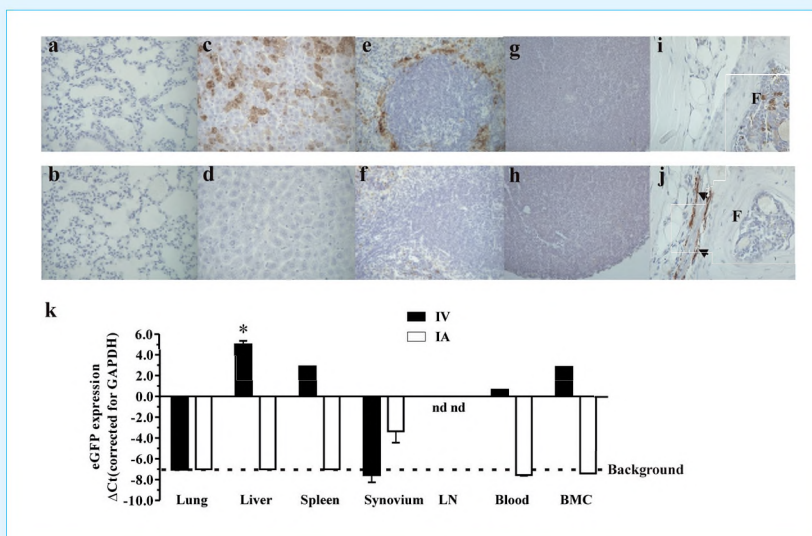 a c e g i
F
b d f h j
F
k
IV
IA
*
eGFP expression
ΔCt(corrected for GAPDH)
6.0
4.0
2.0
0.0
-2.0
-4.0
-6.0
-8.0
-10.0
nd nd
Background
Lung Liver Spleen Synovium LN Blood BMC